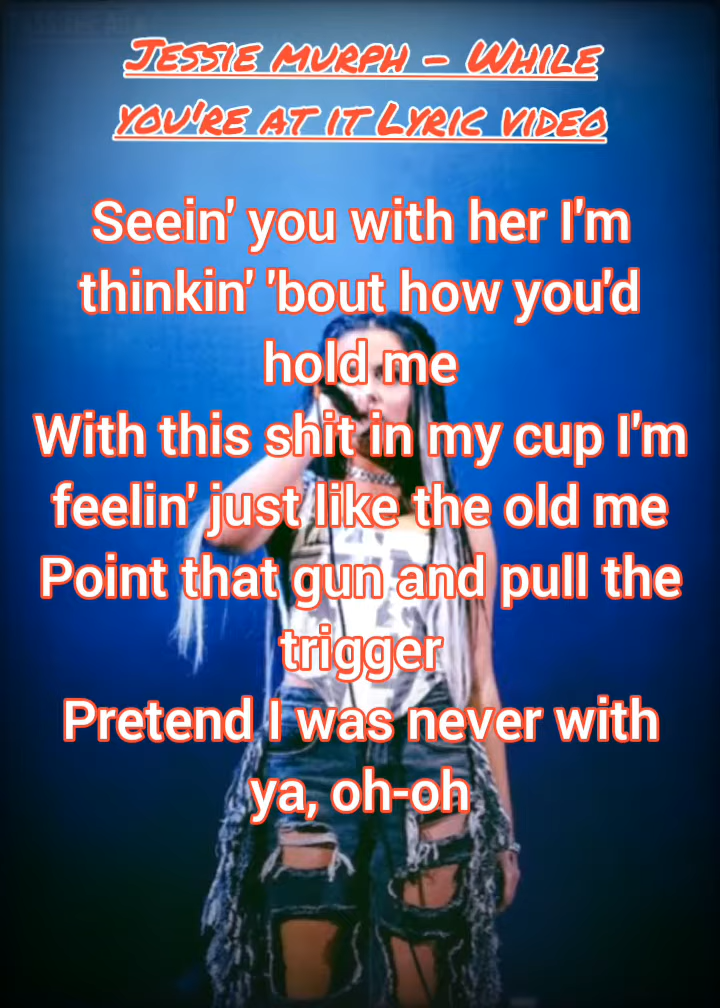 Jessie murph - While
you're at it Lyric video
Seein' you with her I'm
thinkin' 'bout how you'd
hold me
With this shit in my cup I'm
feelin' just like the old me
Point that gun and pull the
trigger
Pretend I was never with
ya, oh-oh